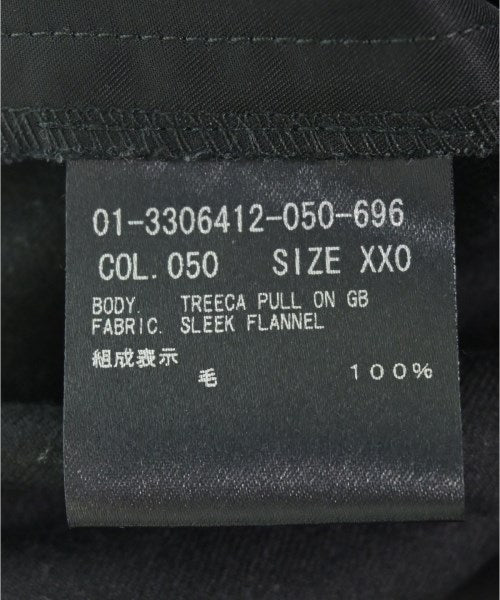 01-3306412-050-696
COL. 050 SIZE XXO
BODY. TREECA PULL ON GB
FABRIC. SLEEK FLANNEL
組成表示
毛 100%